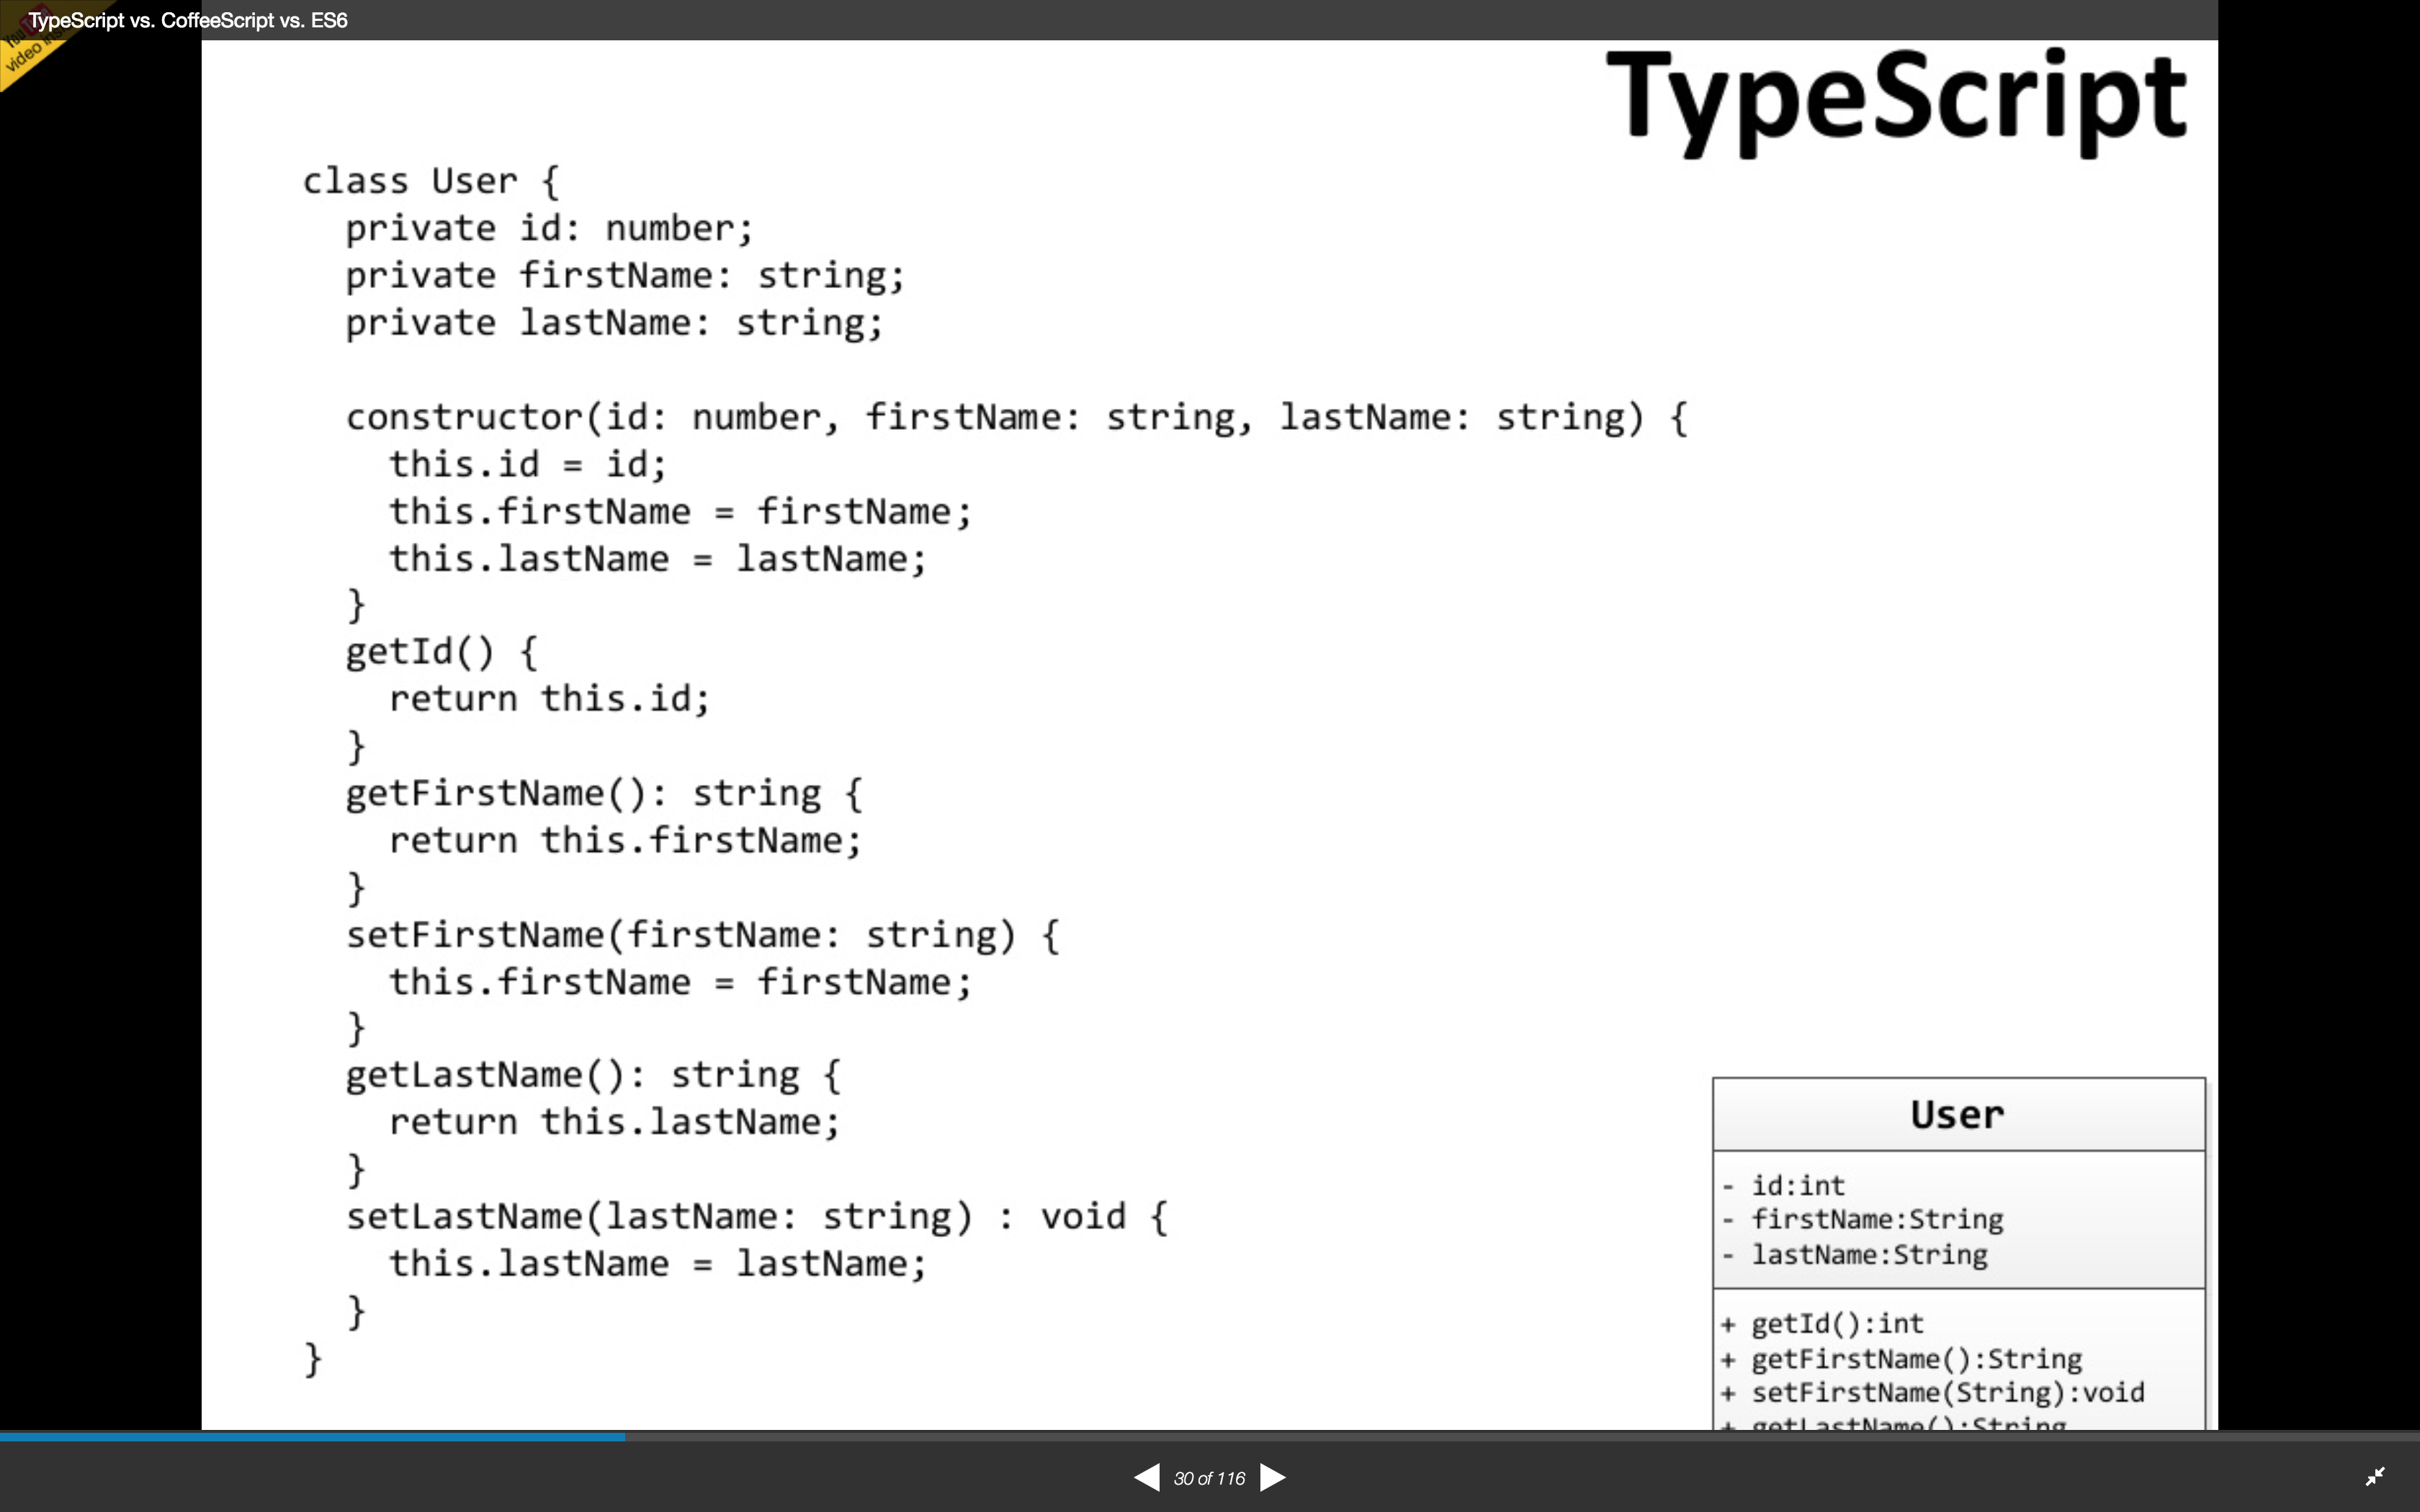 TypeScript vs. CoffeeScript vs. ES6
video
TypeScript
class User {
  private id: number;
  private firstName: string;
  private lastName: string;

  constructor(id: number, firstName: string, lastName: string) {
    this.id = id;
    this.firstName = firstName;
    this.lastName = lastName;
  }
  getId() {
    return this.id;
  }
  getFirstName(): string {
    return this.firstName;
  }
  setFirstName(firstName: string) {
    this.firstName = firstName;
  }
  getLastName(): string {
    return this.lastName;
  }
  setLastName(lastName: string) : void {
    this.lastName = lastName;
  }
}
User
- id:int
- firstName:String
- lastName:String
+ getId():int
+ getFirstName():String
+ setFirstName(String):void
+ getLastName():String
30 of 116